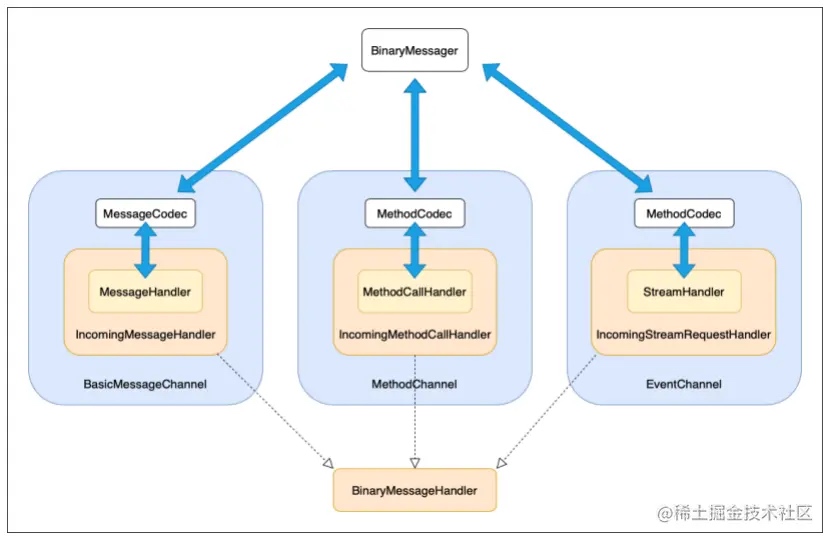 BinaryMessager
MessageCodec
MethodCodec
MethodCodec
MessageHandler
MethodCallHandler
StreamHandler
IncomingMessageHandler
IncomingMethodCallHandler
IncomingStreamRequestHandler
BasicMessageChannel
MethodChannel
EventChannel
BinaryMessageHandler
@稀土掘金技术社区